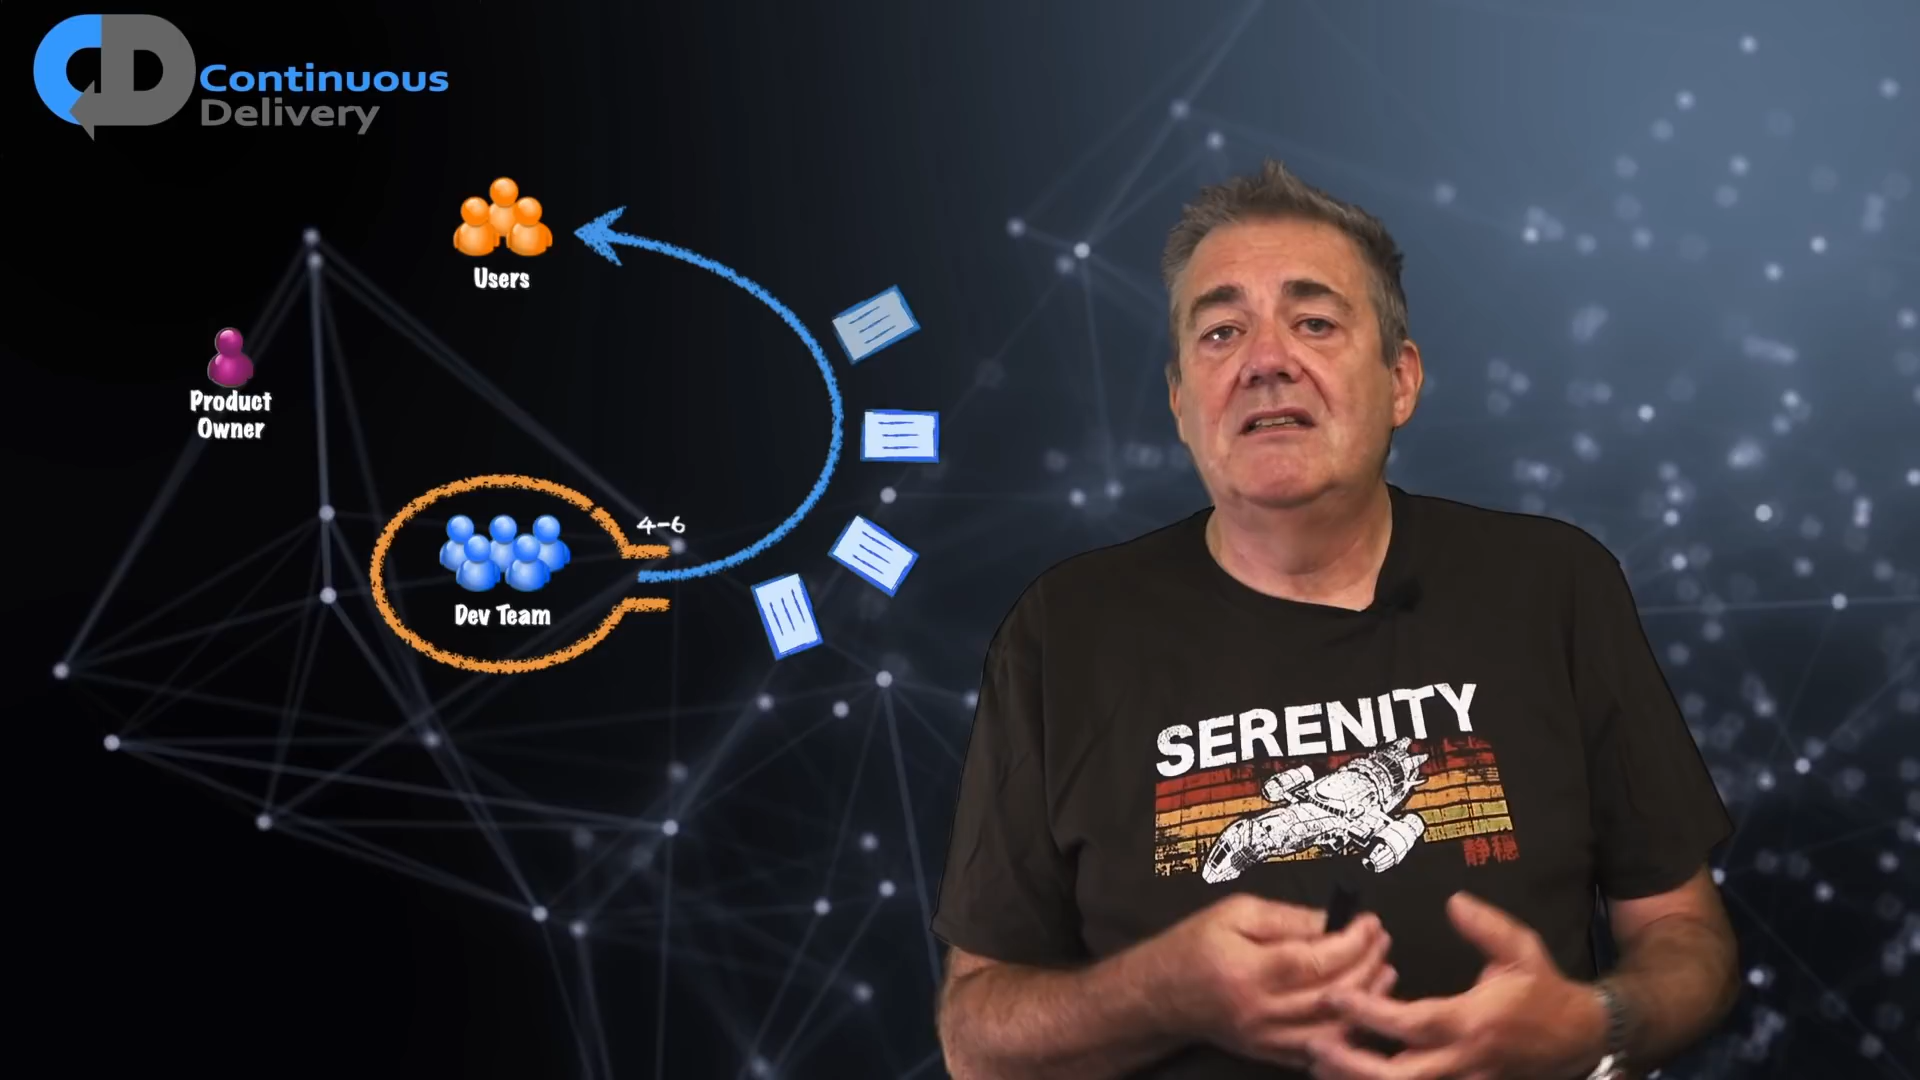 Continuous
Delivery
Users
Product
Owner
4-6
Dev Team
SERENITY
静穏